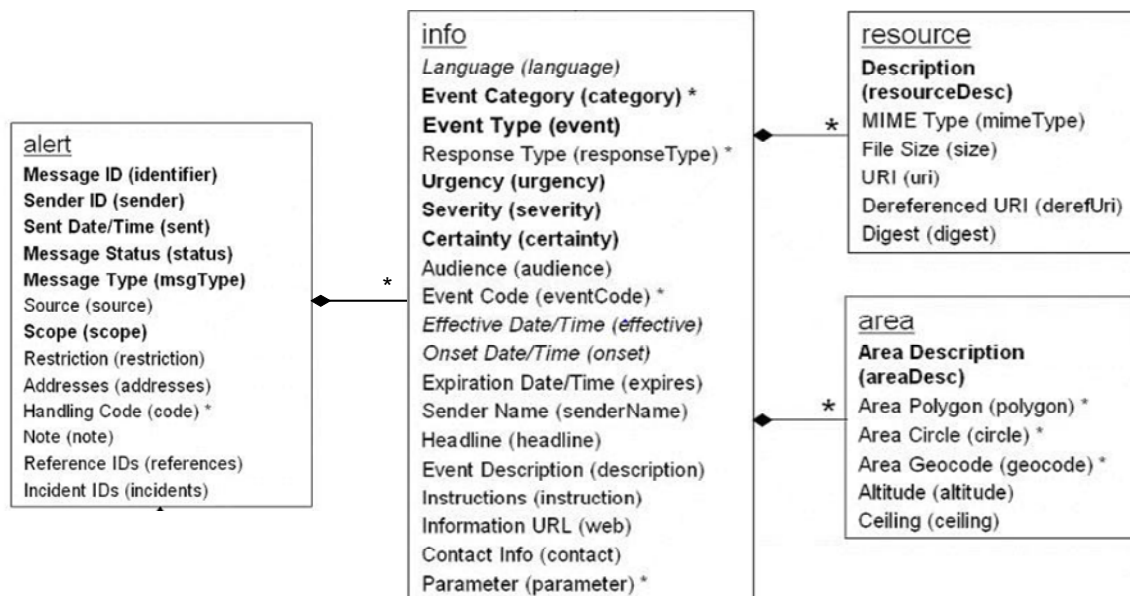 alert
Message ID (identifier)
Sender ID (sender)
Sent Date/Time (sent)
Message Status (status)
Message Type (msgType)
Source (source)
Scope (scope)
Restriction (restriction)
Addresses (addresses)
Handling Code (code) *
Note (note)
Reference IDs (references)
Incident IDs (incidents)
*
info
Language (language)
Event Category (category) *
Event Type (event)
Response Type (responseType) *
Urgency (urgency)
Severity (severity)
Certainty (certainty)
Audience (audience)
Event Code (eventCode) *
Effective Date/Time (effective)
Onset Date/Time (onset)
Expiration Date/Time (expires)
Sender Name (senderName)
Headline (headline)
Event Description (description)
Instructions (instruction)
Information URL (web)
Contact Info (contact)
Parameter (parameter) *
*
resource
Description
(resourceDesc)
MIME Type (mimeType)
File Size (size)
URI (uri)
Dereferenced URI (derefUri)
Digest (digest)
*
area
Area Description
(areaDesc)
Area Polygon (polygon) *
Area Circle (circle) *
Area Geocode (geocode) *
Altitude (altitude)
Ceiling (ceiling)